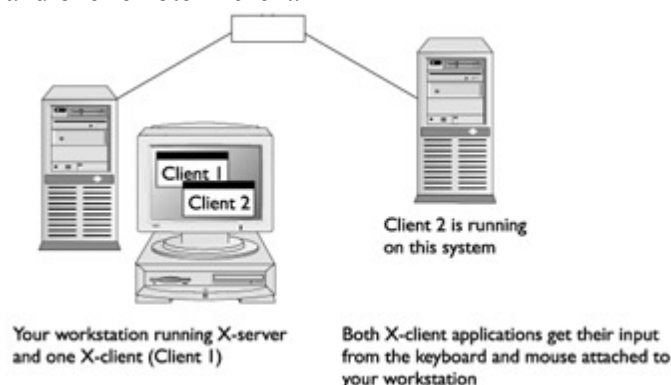 Client 1
Client 2
Client 2 is running
on this system
Your workstation running X-server
and one X-client (Client 1)
Both X-client applications get their input
from the keyboard and mouse attached to
your workstation